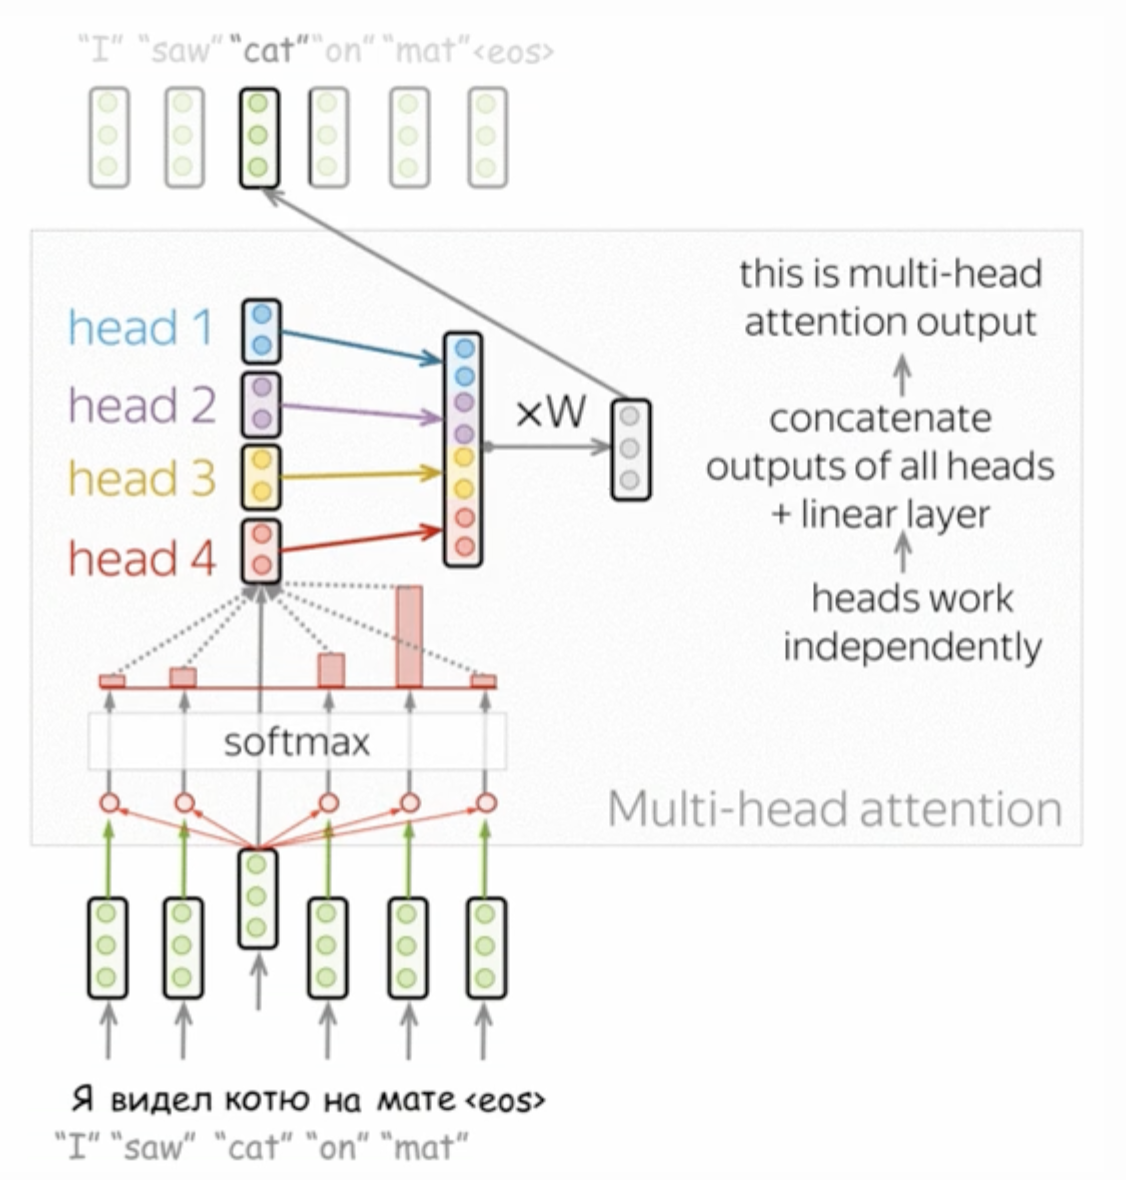 “I” “saw” “cat” “on” “mat” <eos>
head 1
head 2
head 3
head 4
xW
this is multi-head
attention output
concatenate
outputs of all heads
+ linear layer
heads work
independently
softmax
Multi-head attention
Я видел котю на мате <eos>
“I” “saw” “cat” “on” “mat”